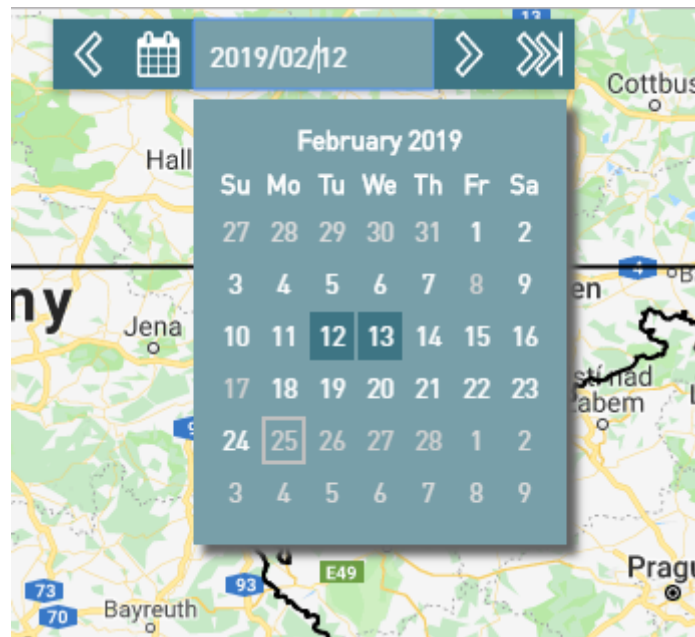 13
2019/02/12
Cottbus
Hall
February 2019
Su Mo Tu We Th Fr Sa
27 28 29 30 31 1 2
3 4 5 6 7 8 9
4
en
ny
Jena
10 11 12 13 14 15 16
17 18 19 20 21 22 23
stí nad
abem
24 25 26 27 28 1 2
3 4 5 6 7 8 9
E49
93
73
70
Bayreuth
Pragu